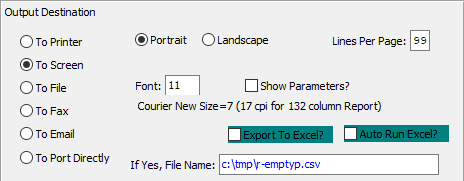 Output Destination
To Printer
Portrait Landscape Lines Per Page: 99
To Screen
To File Font: 11 Show Parameters?
To Fax Courier New Size=7 (17 cpi for 132 column Report)
To Email Export To Excel? Auto Run Excel?
To Port Directly If Yes, File Name: c:\tmp\r-emptyp.csv